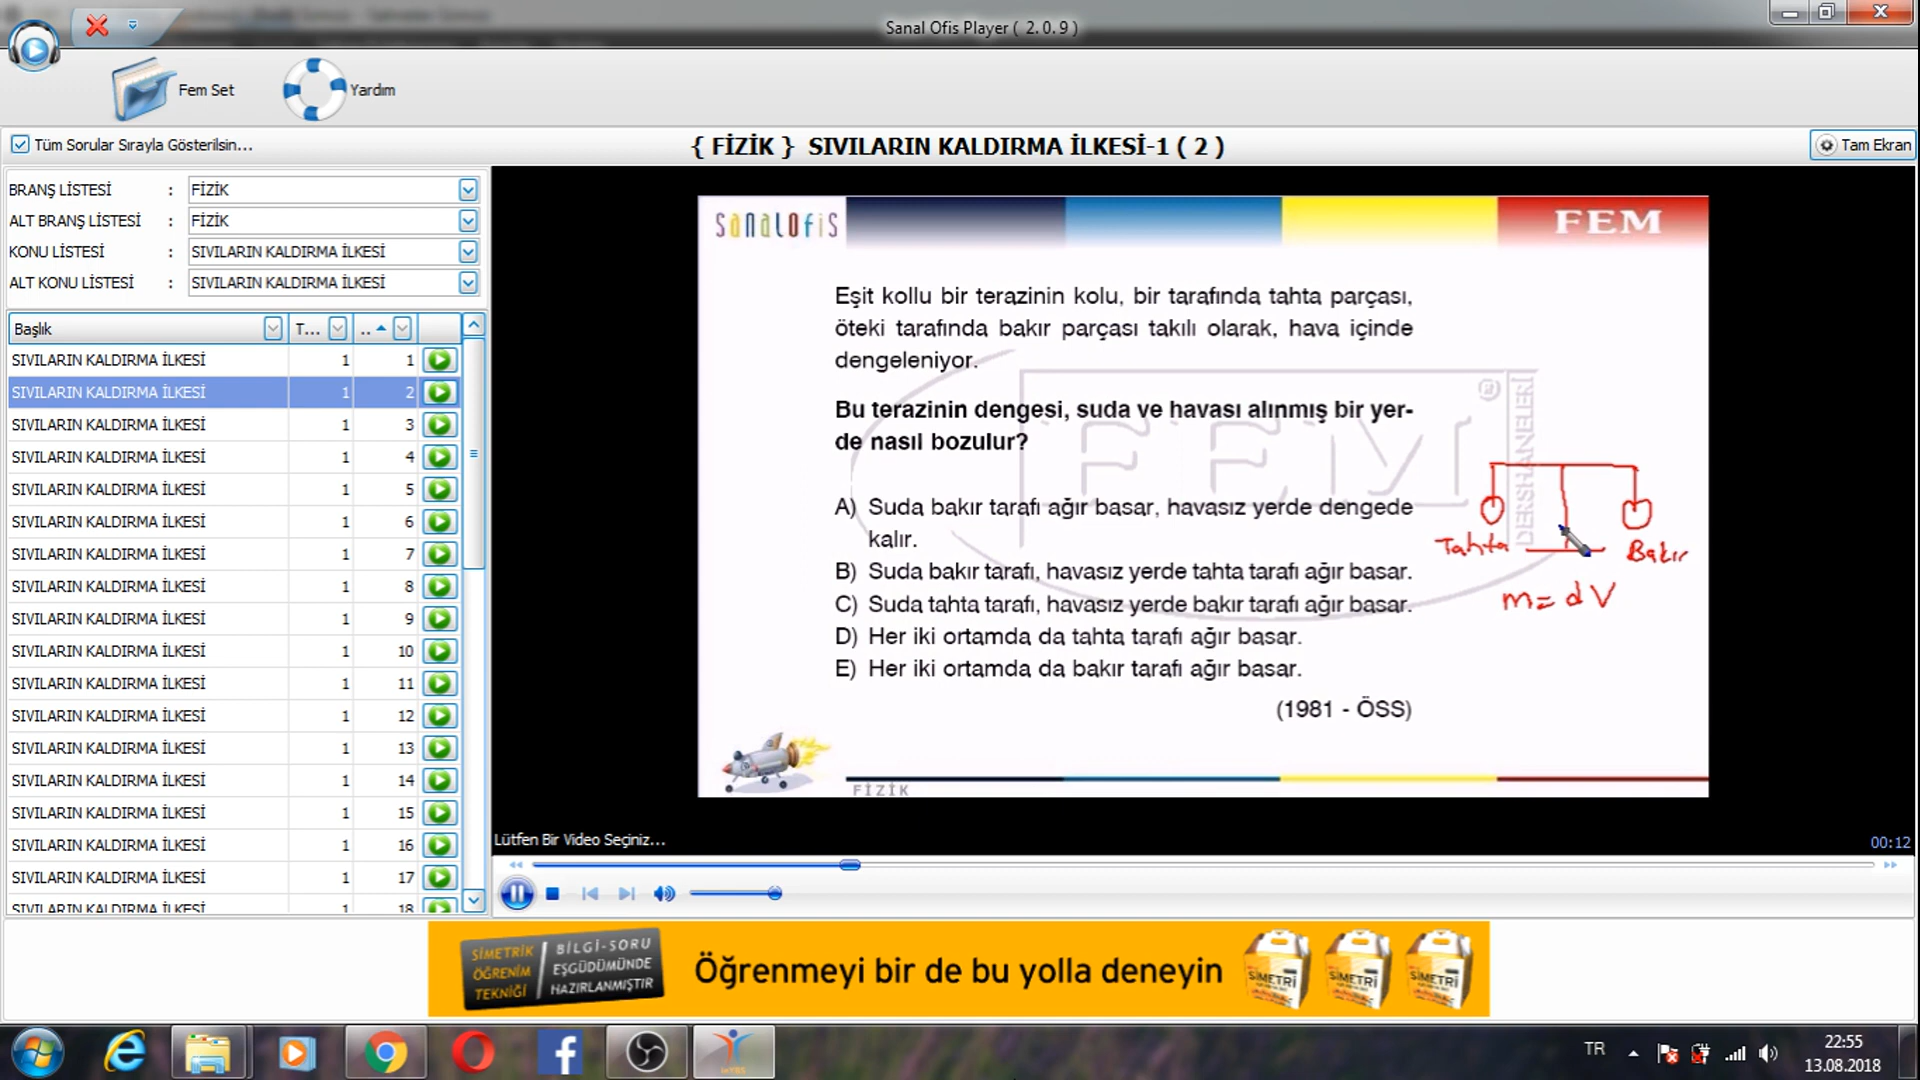 Sanal Ofis Player ( 2.0.9 )
Fem Set
Yardım
Tüm Sorular Sırayla Gösterilsin...
{ FİZİK }  SIVILARIN KALDIRMA İLKESİ-1 ( 2 )
Tam Ekran
BRANŞ LİSTESİ : FİZİK
ALT BRANŞ LİSTESİ : FİZİK
KONU LİSTESİ : SIVILARIN KALDIRMA İLKESİ
ALT KONU LİSTESİ : SIVILARIN KALDIRMA İLKESİ
Başlık T... ..
SIVILARIN KALDIRMA İLKESİ 1 1
SIVILARIN KALDIRMA İLKESİ 1 2
SIVILARIN KALDIRMA İLKESİ 1 3
SIVILARIN KALDIRMA İLKESİ 1 4
SIVILARIN KALDIRMA İLKESİ 1 5
SIVILARIN KALDIRMA İLKESİ 1 6
SIVILARIN KALDIRMA İLKESİ 1 7
SIVILARIN KALDIRMA İLKESİ 1 8
SIVILARIN KALDIRMA İLKESİ 1 9
SIVILARIN KALDIRMA İLKESİ 1 10
SIVILARIN KALDIRMA İLKESİ 1 11
SIVILARIN KALDIRMA İLKESİ 1 12
SIVILARIN KALDIRMA İLKESİ 1 13
SIVILARIN KALDIRMA İLKESİ 1 14
SIVILARIN KALDIRMA İLKESİ 1 15
SIVILARIN KALDIRMA İLKESİ 1 16
SIVILARIN KALDIRMA İLKESİ 1 17
SIVILARIN KALDIRMA İLKESİ 1 18
sanalofis
FEM
Eşit kollu bir terazinin kolu, bir tarafında tahta parçası,
öteki tarafında bakır parçası takılı olarak, hava içinde
dengeleniyor.
Bu terazinin dengesi, suda ve havası alınmış bir yer-
de nasıl bozulur?
A) Suda bakır tarafı ağır basar, havasız yerde dengede
kalır.
B) Suda bakır tarafı, havasız yerde tahta tarafı ağır basar.
C) Suda tahta tarafı, havasız yerde bakır tarafı ağır basar.
D) Her iki ortamda da tahta tarafı ağır basar.
E) Her iki ortamda da bakır tarafı ağır basar.
(1981 - ÖSS)
FEM
DERSHANELERİ
®
Tahta
Bakır
m = d V
FİZİK
Lütfen Bir Video Seçiniz...
00:12
SİMETRİK
ÖĞRENİM
TEKNİĞİ
BİLGİ-SORU
EŞGÜDÜMÜNDE
HAZIRLANMIŞTIR
Öğrenmeyi bir de bu yolla deneyin
SİMETRİ
SİMETRİ
SİMETRİ
TR
22:55
13.08.2018